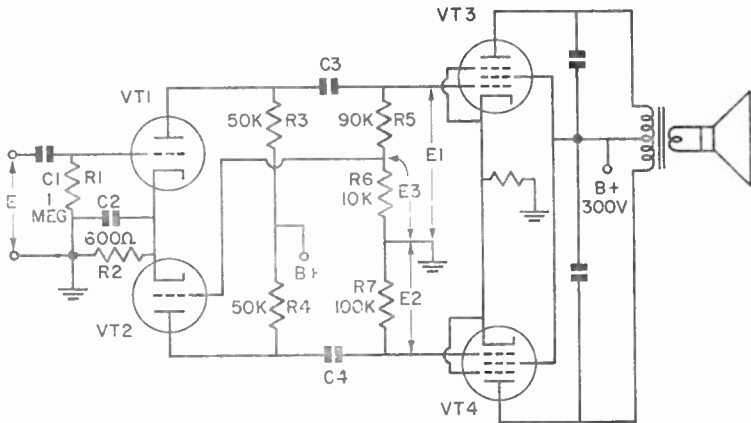 VT1
C3
VT3
50K R3
90K R5
E1
E
C1
R1
1
MEG
C2
600Ω
R2
R6
10K
E3
B+
B+
300V
VT2
50K R4
R7
100K
E2
C4
VT4